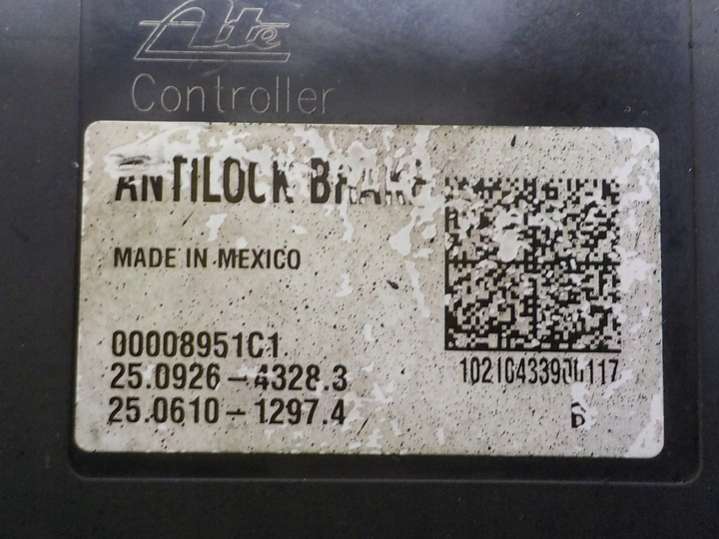 Ate
Controller
ANTILOCK BRAKE
MADE IN MEXICO
00008951C1
25.0926-4328.3
25.0610-1297.4